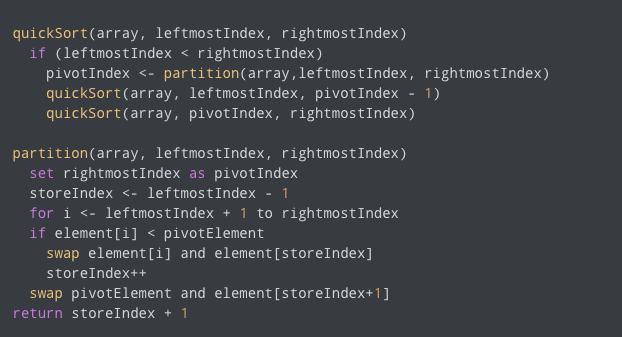 quickSort(array, leftmostIndex, rightmostIndex)
  if (leftmostIndex < rightmostIndex)
    pivotIndex <- partition(array,leftmostIndex, rightmostIndex)
    quickSort(array, leftmostIndex, pivotIndex - 1)
    quickSort(array, pivotIndex, rightmostIndex)

partition(array, leftmostIndex, rightmostIndex)
  set rightmostIndex as pivotIndex
  storeIndex <- leftmostIndex - 1
  for i <- leftmostIndex + 1 to rightmostIndex
  if element[i] < pivotElement
    swap element[i] and element[storeIndex]
    storeIndex++
  swap pivotElement and element[storeIndex+1]
return storeIndex + 1